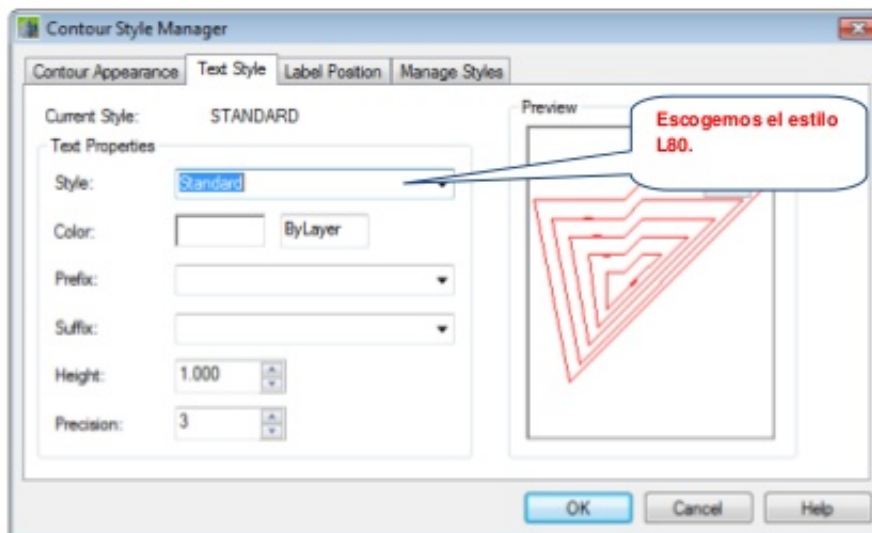 Contour Style Manager
Contour Appearance Text Style Label Position Manage Styles
Current Style: STANDARD
Text Properties
Style: Standard
Color: ByLayer
Prefix:
Suffix:
Height: 1.000
Precision: 3
Preview
Escogemos el estilo
L80.
OK Cancel Help